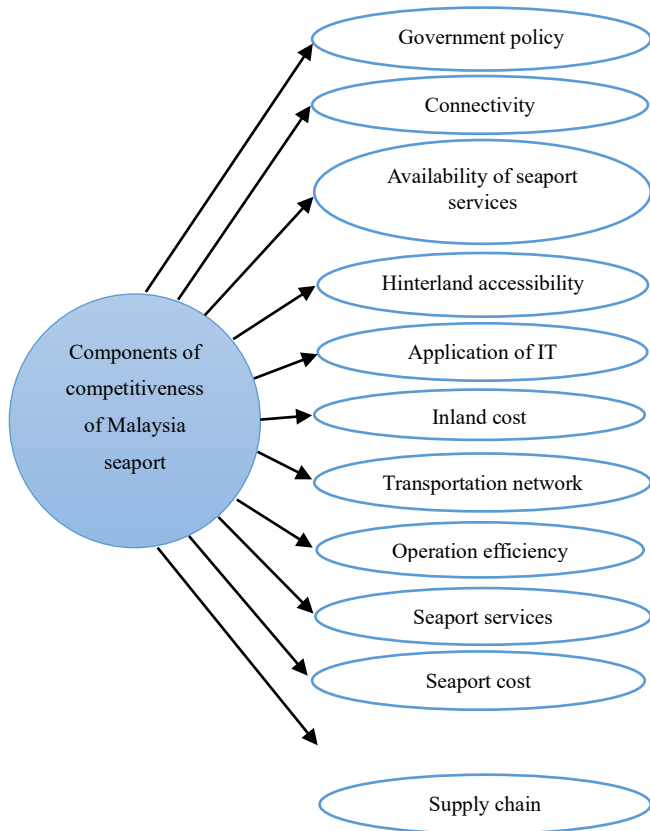 Government policy
Connectivity
Availability of seaport
services
Hinterland accessibility
Components of
competitiveness
of Malaysia
seaport
Application of IT
Inland cost
Transportation network
Operation efficiency
Seaport services
Seaport cost
Supply chain